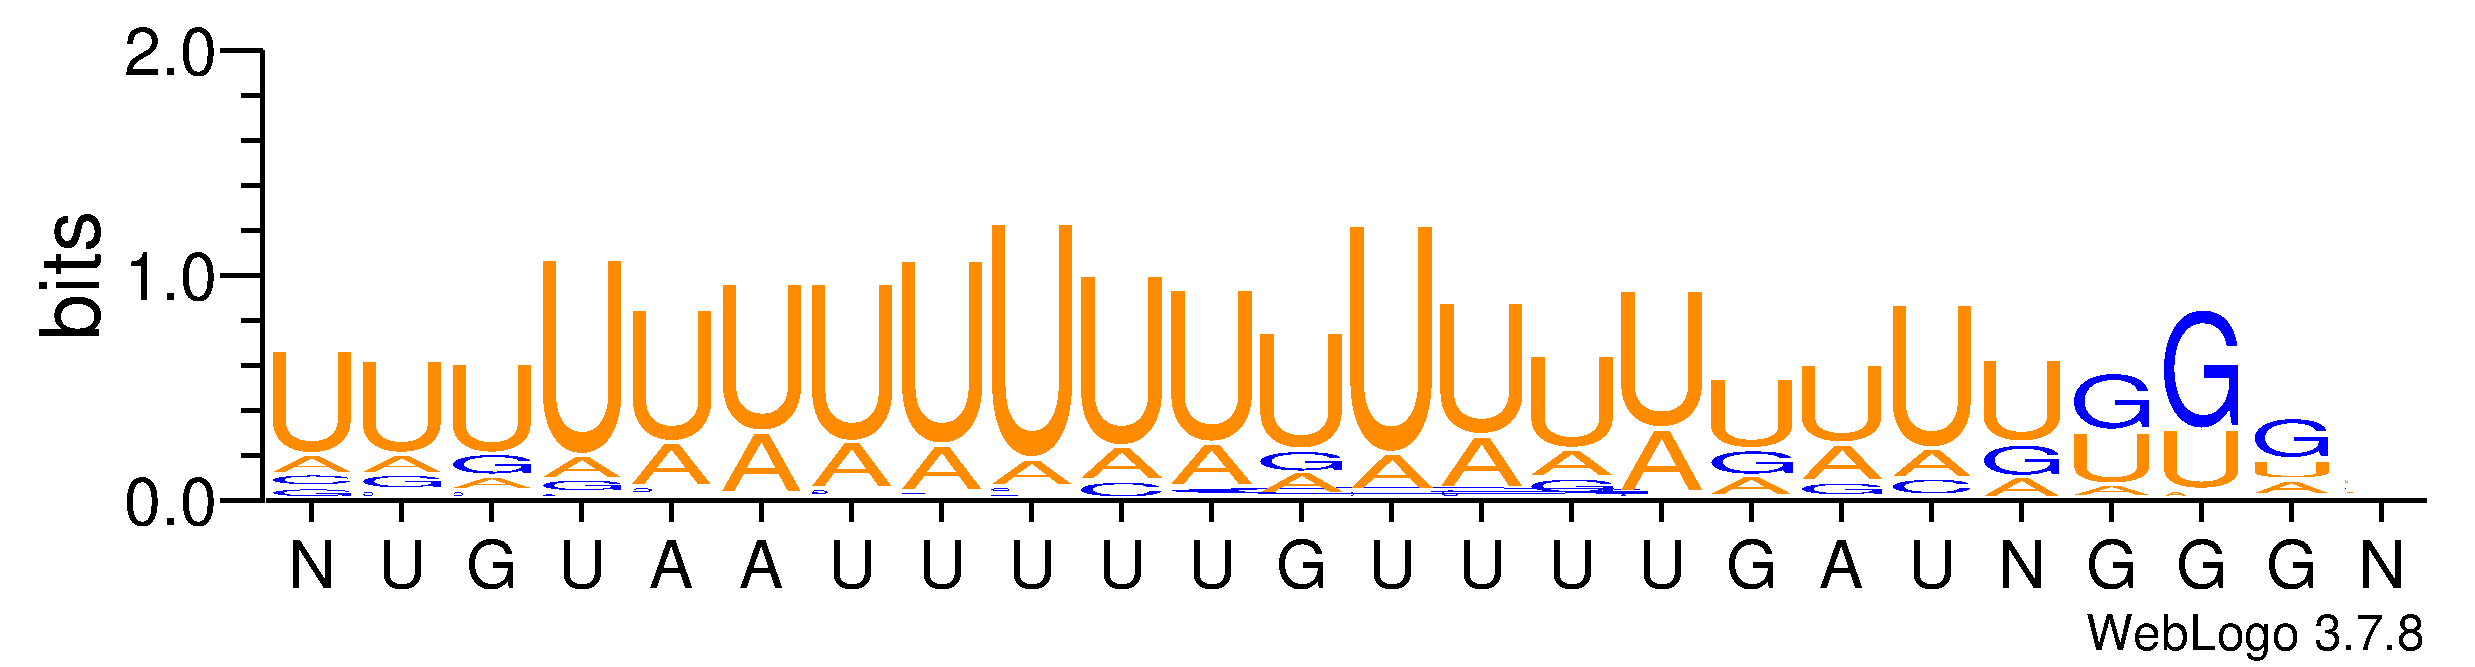 bits
2.0
1.0
0.0
U U U U U U U U U U U U U U U U U U U U G G G
A A G A A A A A A A A G A A A A G A A G U U U
N U G U A A U U U U U G U U U U G A U N G G G N
WebLogo 3.7.8